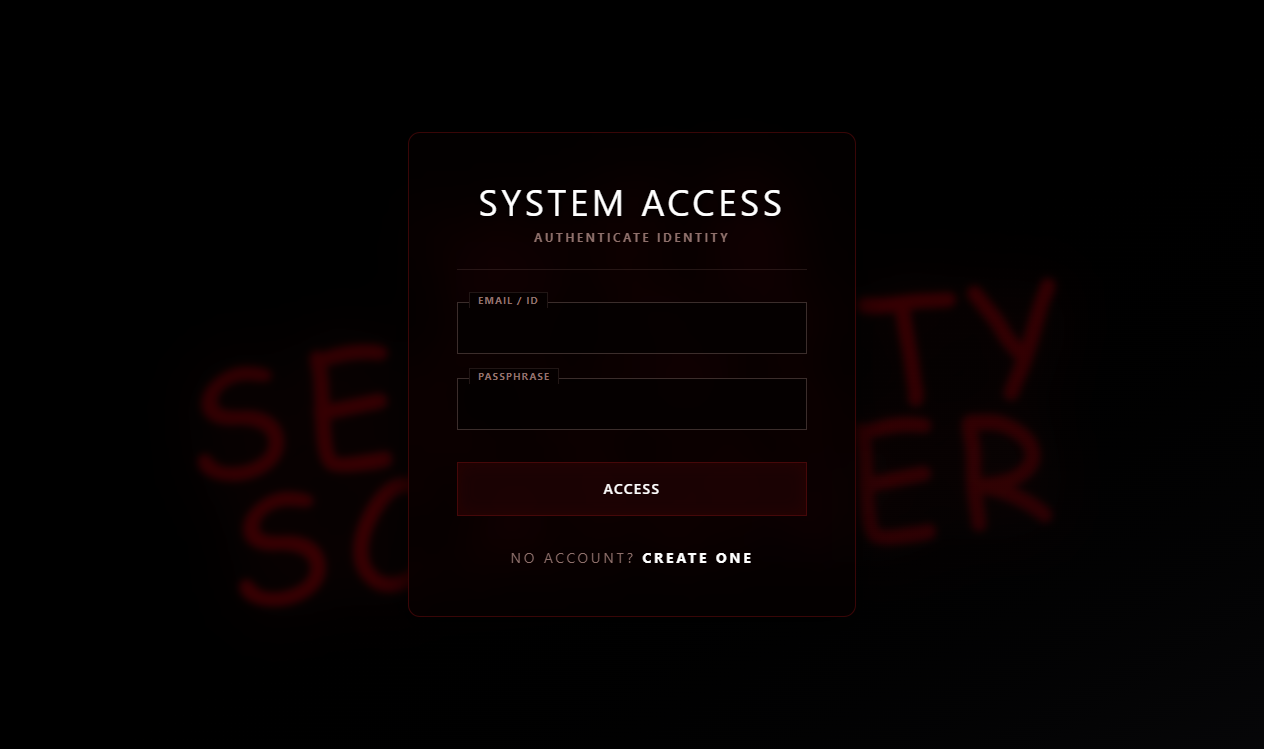 SYSTEM ACCESS
AUTHENTICATE IDENTITY
EMAIL / ID
PASSPHRASE
ACCESS
NO ACCOUNT? CREATE ONE